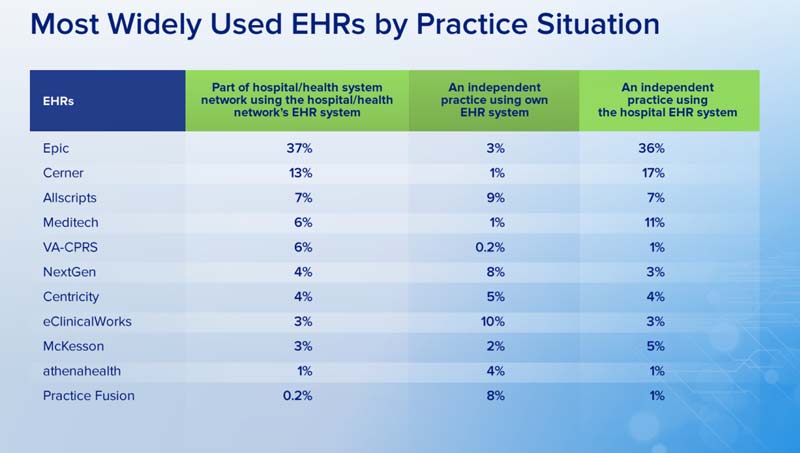 Most Widely Used EHRs by Practice Situation
EHRs
Part of hospital/health system
network using the hospital/health
network's EHR system
An independent
practice using own
EHR system
An independent
practice using
the hospital EHR system
Epic 37% 3% 36%
Cerner 13% 1% 17%
Allscripts 7% 9% 7%
Meditech 6% 1% 11%
VA-CPRS 6% 0.2% 1%
NextGen 4% 8% 3%
Centricity 4% 5% 4%
eClinicalWorks 3% 10% 3%
McKesson 3% 2% 5%
athenahealth 1% 4% 1%
Practice Fusion 0.2% 8% 1%